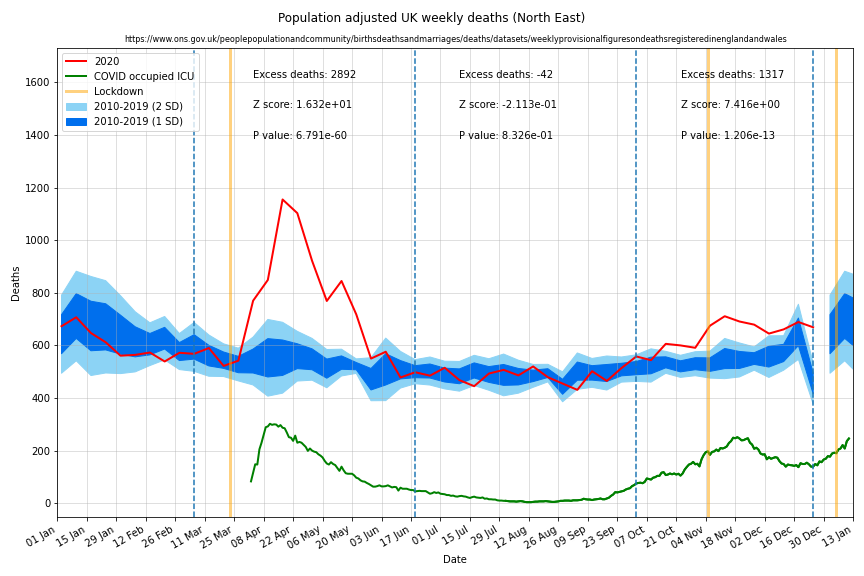 Population adjusted UK weekly deaths (North East)
https://www.ons.gov.uk/peoplepopulationandcommunity/birthsdeathsandmarriages/deaths/datasets/weeklyprovisionalfiguresondeathsregisteredinenglandandwales
2020
COVID occupied ICU
Lockdown
2010-2019 (2 SD)
2010-2019 (1 SD)
Excess deaths: 2892
Z score: 1.632e+01
P value: 6.791e-60
Excess deaths: -42
Z score: -2.113e-01
P value: 8.326e-01
Excess deaths: 1317
Z score: 7.416e+00
P value: 1.206e-13
Deaths
1600
1400
1200
1000
800
600
400
200
0
01 Jan
15 Jan
29 Jan
12 Feb
26 Feb
11 Mar
25 Mar
08 Apr
22 Apr
06 May
20 May
03 Jun
17 Jun
01 Jul
15 Jul
29 Jul
12 Aug
26 Aug
09 Sep
23 Sep
07 Oct
21 Oct
04 Nov
18 Nov
02 Dec
16 Dec
30 Dec
13 Jan
Date